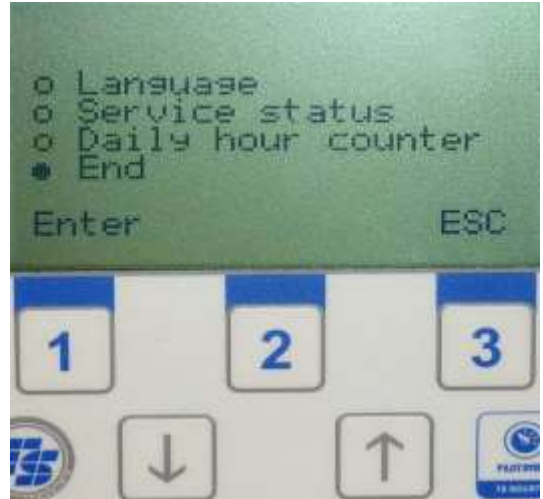 Language
Service status
Daily hour counter
End
Enter ESC
1 2 3